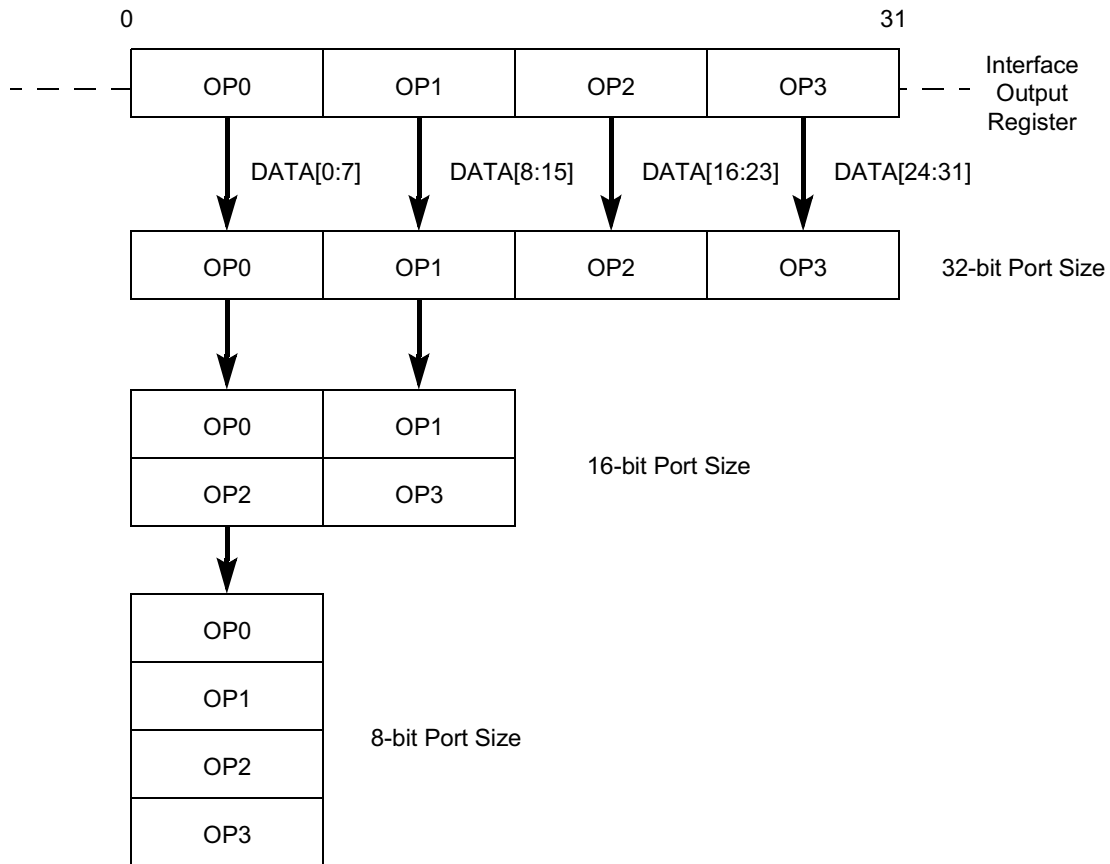 0 31
OP0 OP1 OP2 OP3
Interface
Output
Register
DATA[0:7] DATA[8:15] DATA[16:23] DATA[24:31]
OP0 OP1 OP2 OP3 32-bit Port Size
OP0 OP1
16-bit Port Size
OP2 OP3
OP0
OP1
8-bit Port Size
OP2
OP3